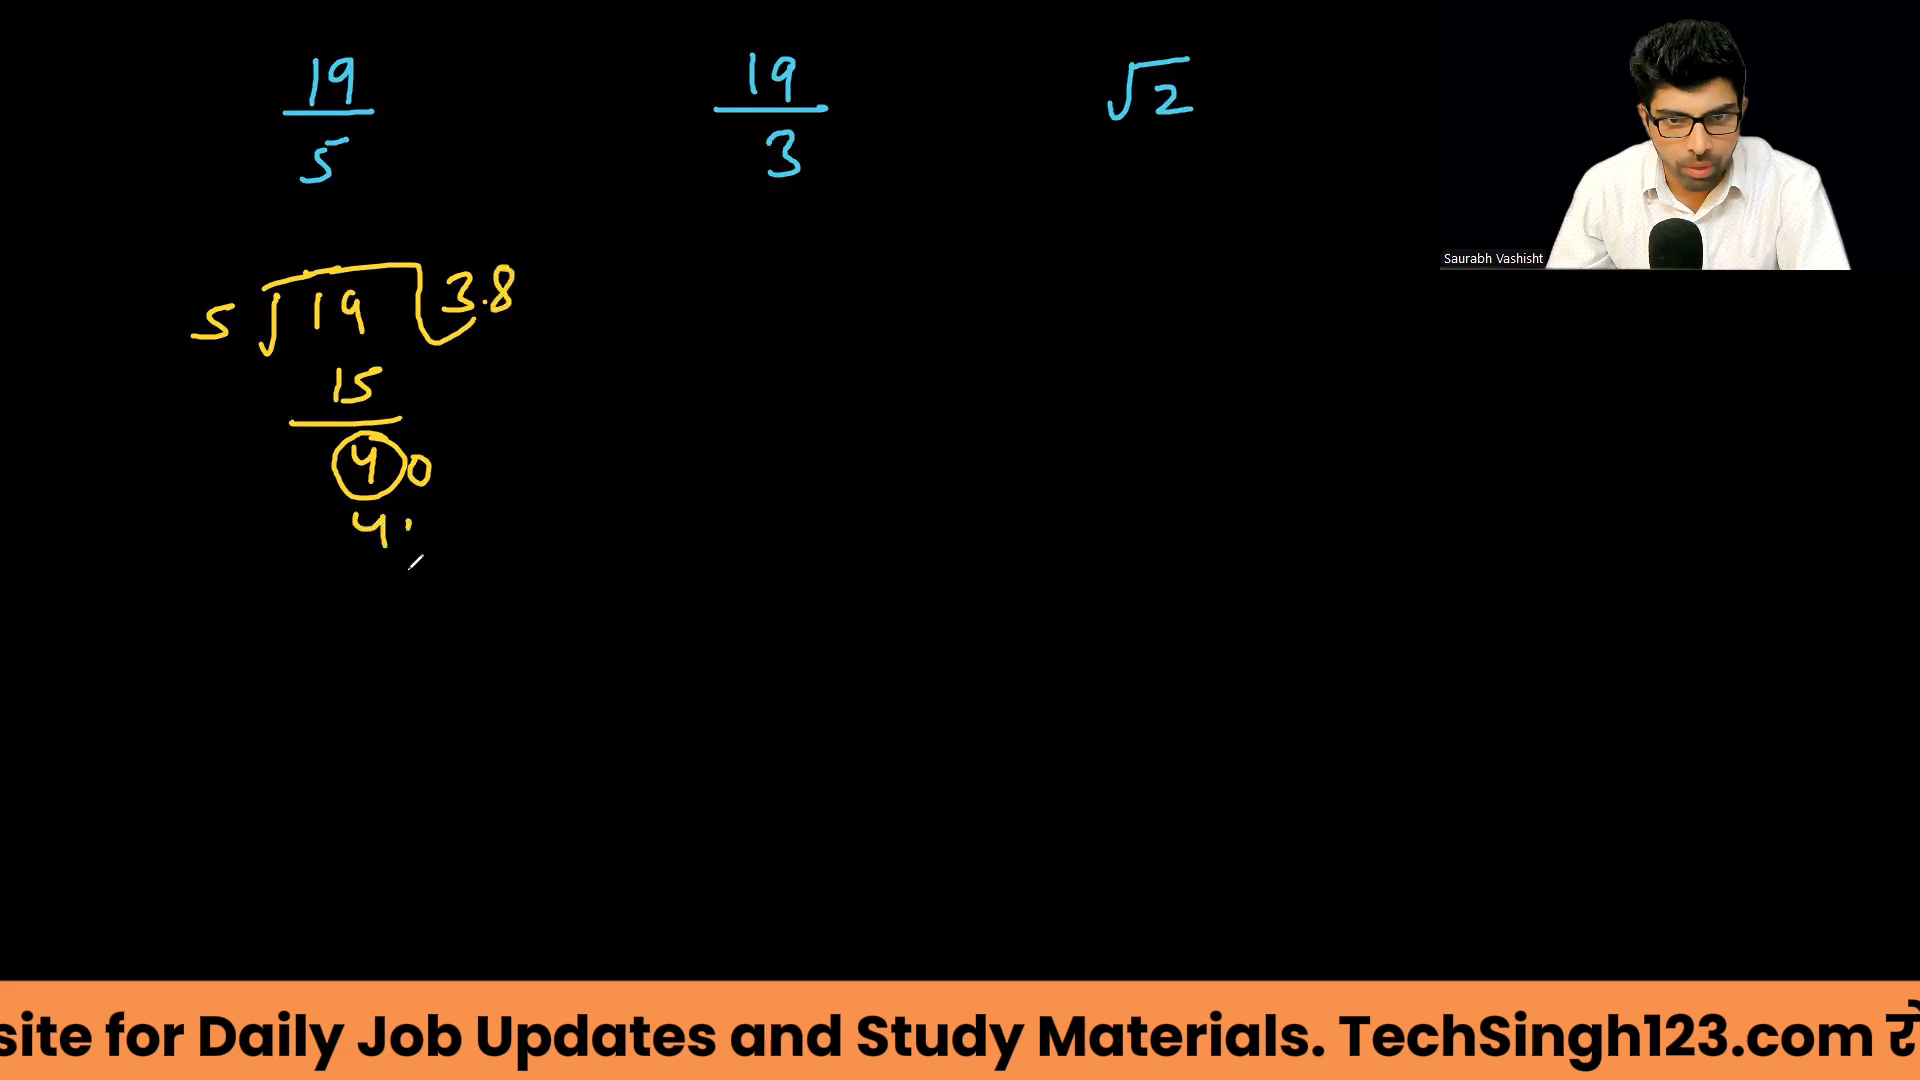 19
5
19
3
√2
Saurabh Vashisht
5 √19 3.8
15
40
4
site for Daily Job Updates and Study Materials. TechSingh123.com